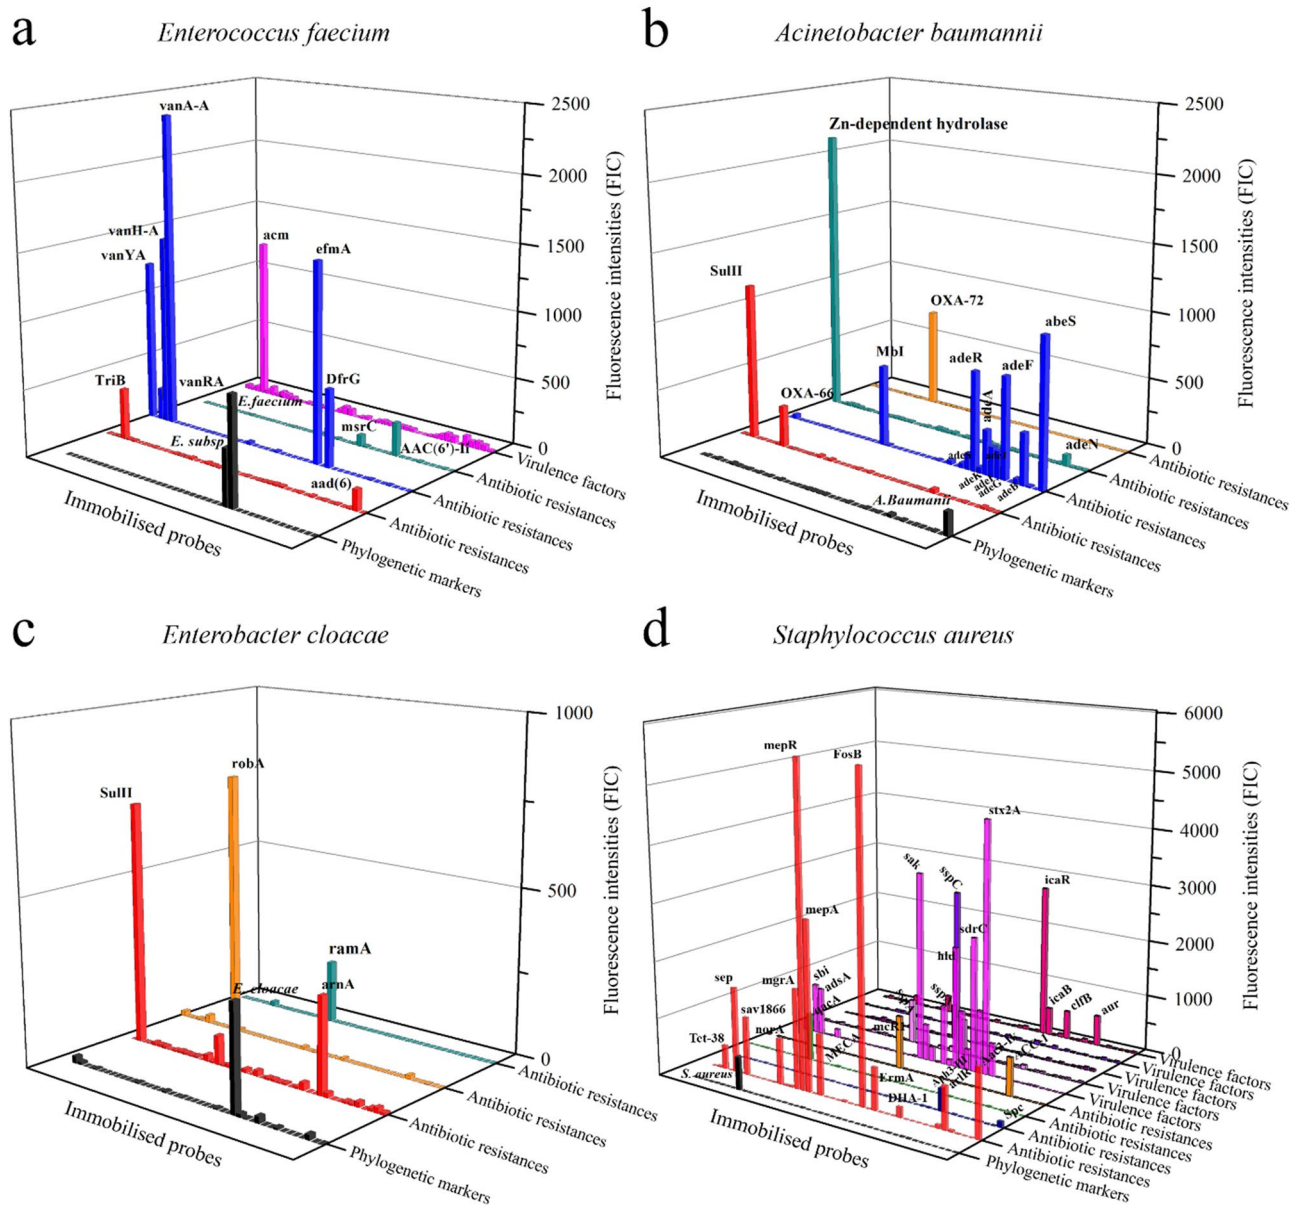 a
Enterococcus faecium
vanA-A
vanH-A
vanYA
TriB
vanRA
acm
efmA
DfrG
E.faecium
msrC
E. subsp
AAC(6')-II
aad(6)
2500
2000
1500
1000
500
0
Fluorescence intensities (FIC)
Immobilised probes
Virulence factors
Antibiotic resistances
Antibiotic resistances
Antibiotic resistances
Phylogenetic markers
b
Acinetobacter baumannii
Zn-dependent hydrolase
SulII
OXA-72
abeS
MbI
adeR
adeF
OXA-66
adeA
adeN
A.Baumanii
2500
2000
1500
1000
500
0
Fluorescence intensities (FIC)
Immobilised probes
Antibiotic resistances
Antibiotic resistances
Antibiotic resistances
Antibiotic resistances
Phylogenetic markers
c
Enterobacter cloacae
robA
SulII
ramA
arnA
E. cloacae
1000
500
0
Fluorescence intensities (FIC)
Immobilised probes
Antibiotic resistances
Antibiotic resistances
Antibiotic resistances
Phylogenetic markers
d
Staphylococcus aureus
mepR
FosB
stx2A
sak
sspC
icaR
mepA
sdrC
hld
sep
mgrA
sbi
adsA
sav1866
qacA
norA
mcR1
icaB
clfB
aur
Tet-38
MECA
S. aureus
ErmA
DHA-1
Spc
6000
5000
4000
3000
2000
1000
0
Fluorescence intensities (FIC)
Immobilised probes
Virulence factors
Virulence factors
Virulence factors
Virulence factors
Antibiotic resistances
Antibiotic resistances
Antibiotic resistances
Antibiotic resistances
Phylogenetic markers